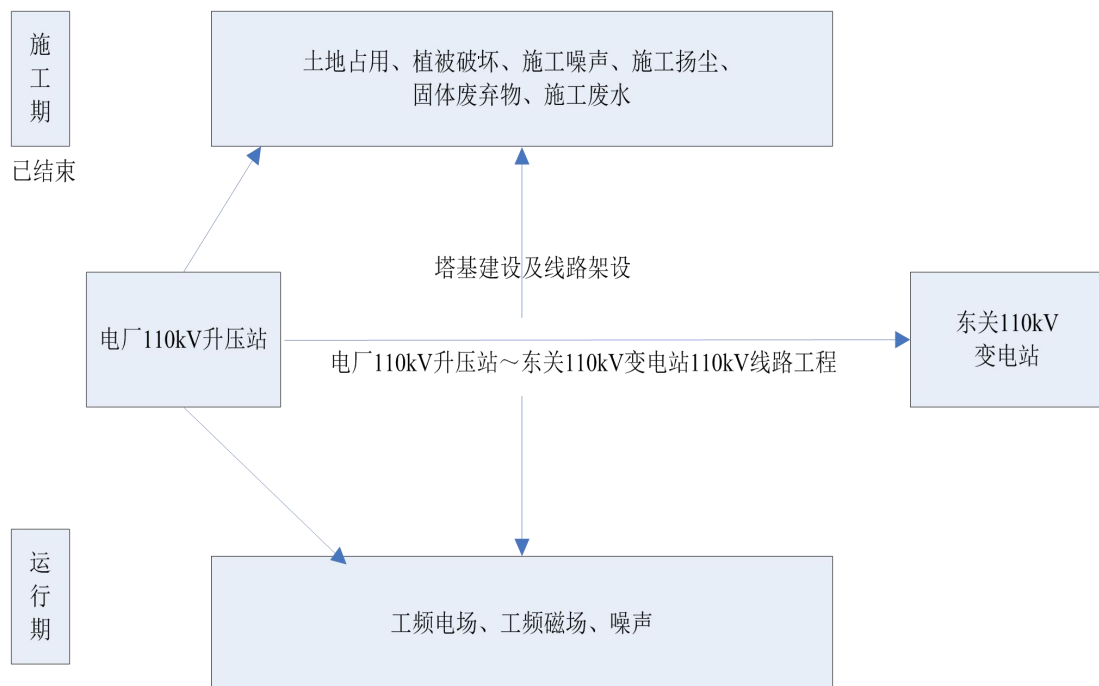 施
工
期
已结束
土地占用、植被破坏、施工噪声、施工扬尘、
固体废弃物、施工废水
塔基建设及线路架设
电厂110kV升压站
电厂110kV升压站～东关110kV变电站110kV线路工程
东关110kV
变电站
运
行
期
工频电场、工频磁场、噪声